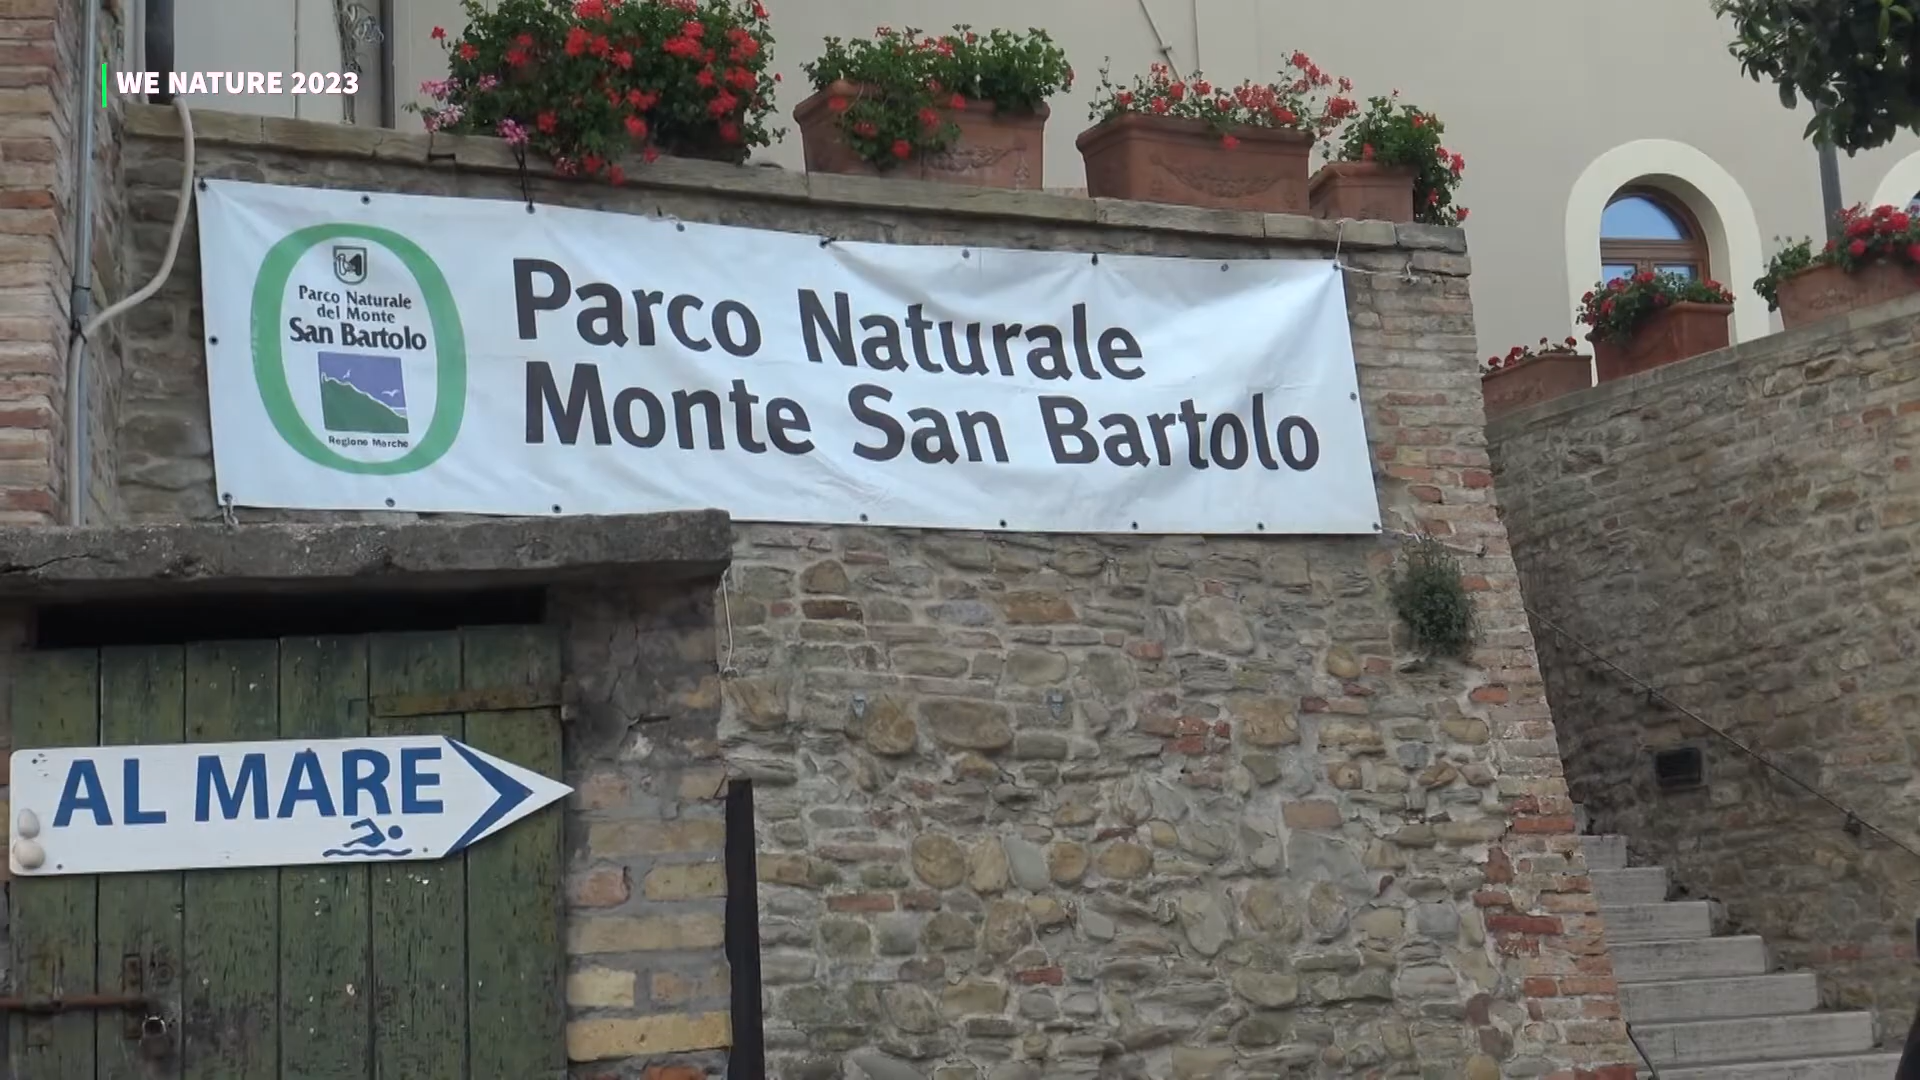 WE NATURE 2023
Parco Naturale
del Monte
San Bartolo
Regione Marche
Parco Naturale
Monte San Bartolo
AL MARE